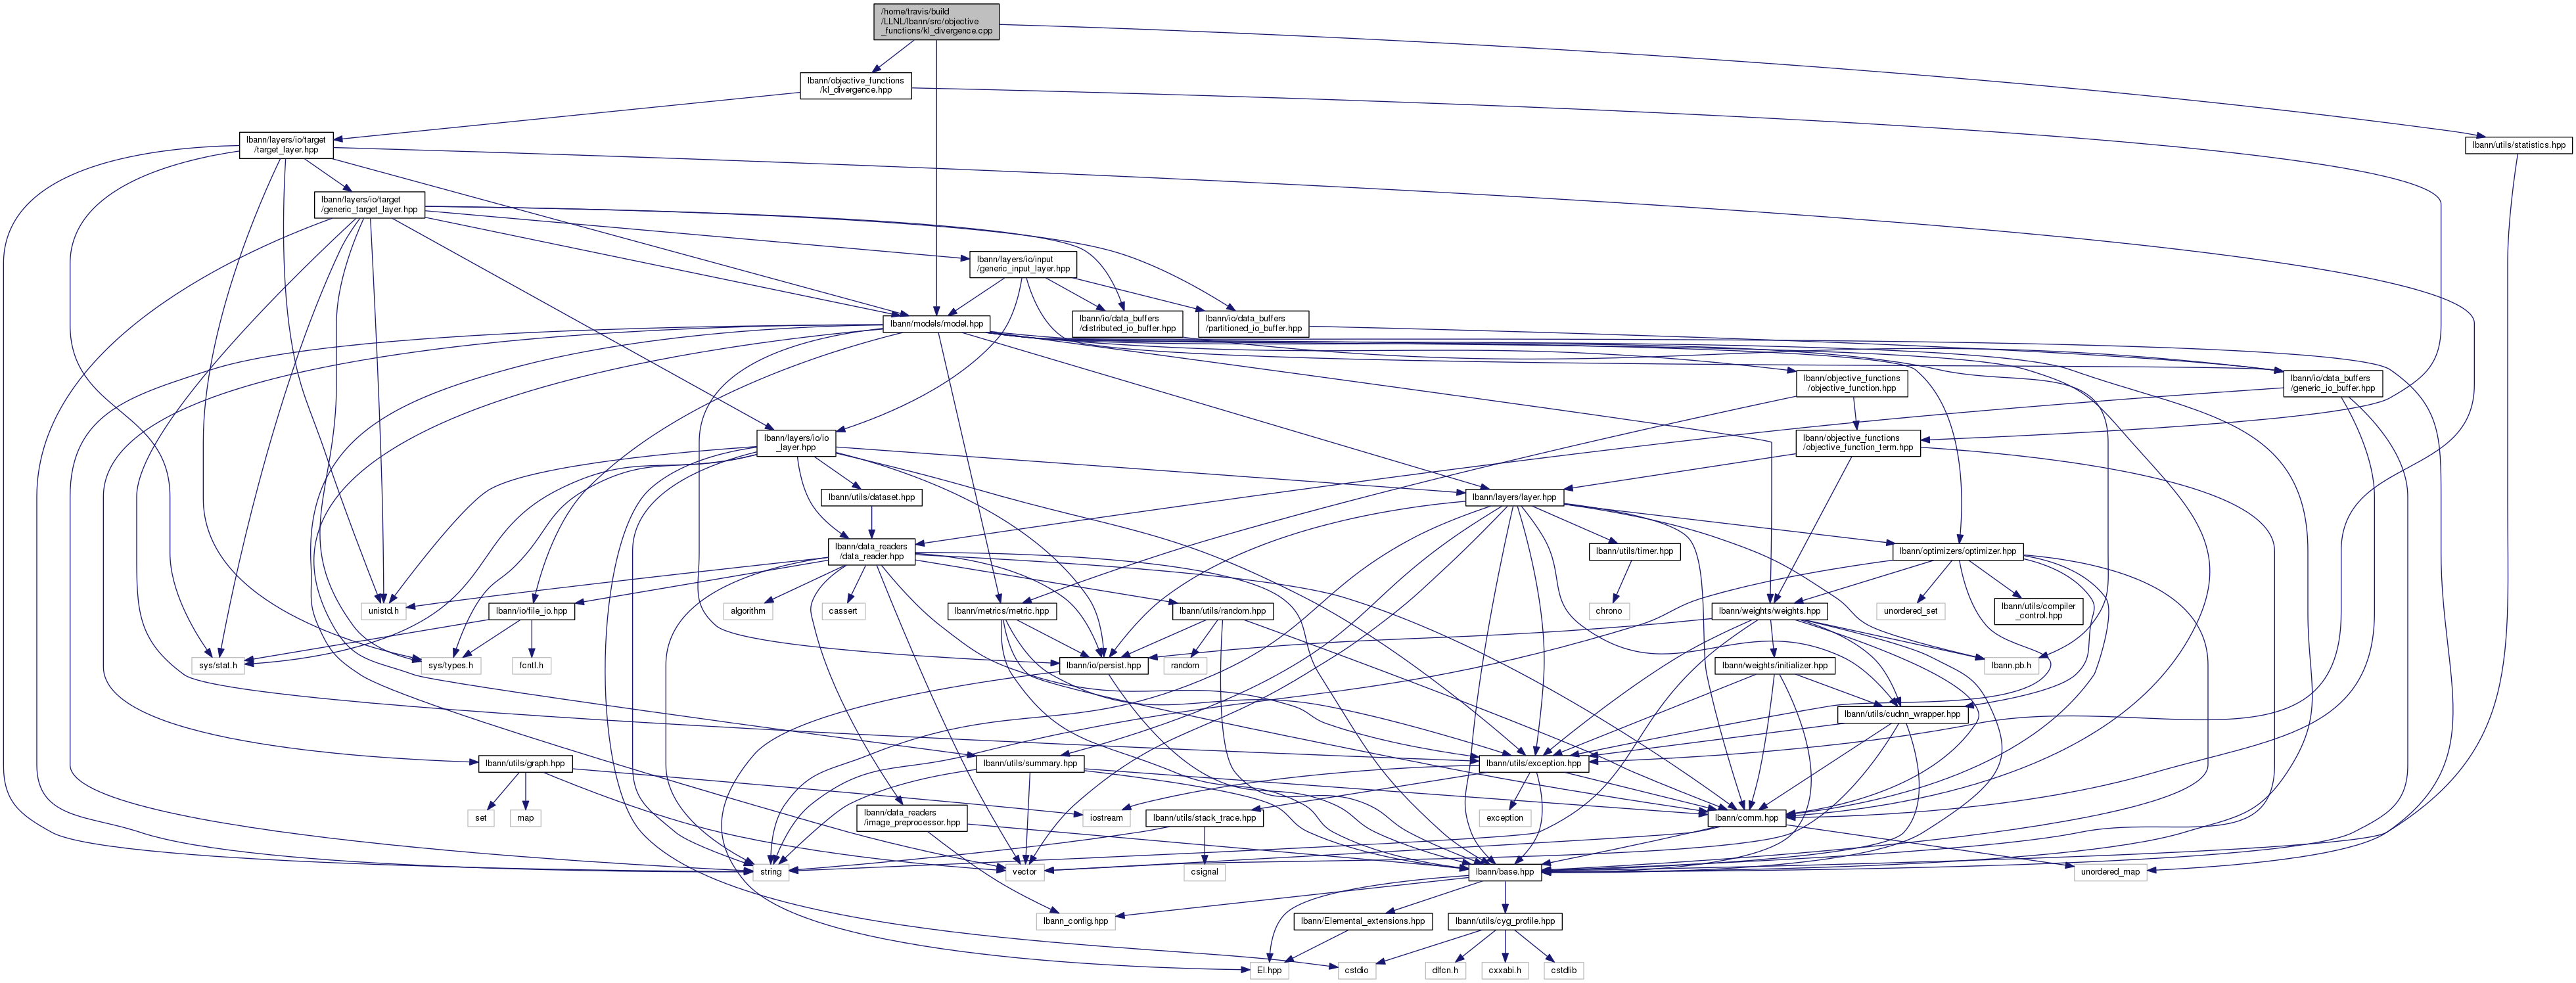 /home/travis/build
/LLNL/lbann/src/objective
_functions/kl_divergence.cpp
lbann/objective_functions
/kl_divergence.hpp
lbann/layers/io/target
/target_layer.hpp
lbann/utils/statistics.hpp
lbann/layers/io/target
/generic_target_layer.hpp
lbann/layers/io/input
/generic_input_layer.hpp
lbann/models/model.hpp
lbann/io/data_buffers
/distributed_io_buffer.hpp
lbann/io/data_buffers
/partitioned_io_buffer.hpp
lbann/objective_functions
/objective_function.hpp
lbann/io/data_buffers
/generic_io_buffer.hpp
lbann/layers/io/io
_layer.hpp
lbann/objective_functions
/objective_function_term.hpp
lbann/utils/dataset.hpp
lbann/layers/layer.hpp
lbann/data_readers
/data_reader.hpp
lbann/utils/timer.hpp
lbann/optimizers/optimizer.hpp
unistd.h
lbann/io/file_io.hpp
algorithm
cassert
lbann/metrics/metric.hpp
lbann/utils/random.hpp
chrono
lbann/weights/weights.hpp
unordered_set
lbann/utils/compiler
_control.hpp
sys/stat.h
sys/types.h
fcntl.h
lbann/io/persist.hpp
random
lbann/weights/initializer.hpp
lbann.pb.h
lbann/utils/cudnn_wrapper.hpp
lbann/utils/graph.hpp
lbann/utils/summary.hpp
lbann/utils/exception.hpp
set
map
lbann/data_readers
/image_preprocessor.hpp
iostream
lbann/utils/stack_trace.hpp
exception
lbann/comm.hpp
string
vector
csignal
lbann/base.hpp
unordered_map
lbann_config.hpp
lbann/Elemental_extensions.hpp
lbann/utils/cyg_profile.hpp
El.hpp
cstdio
dlfcn.h
cxxabi.h
cstdlib